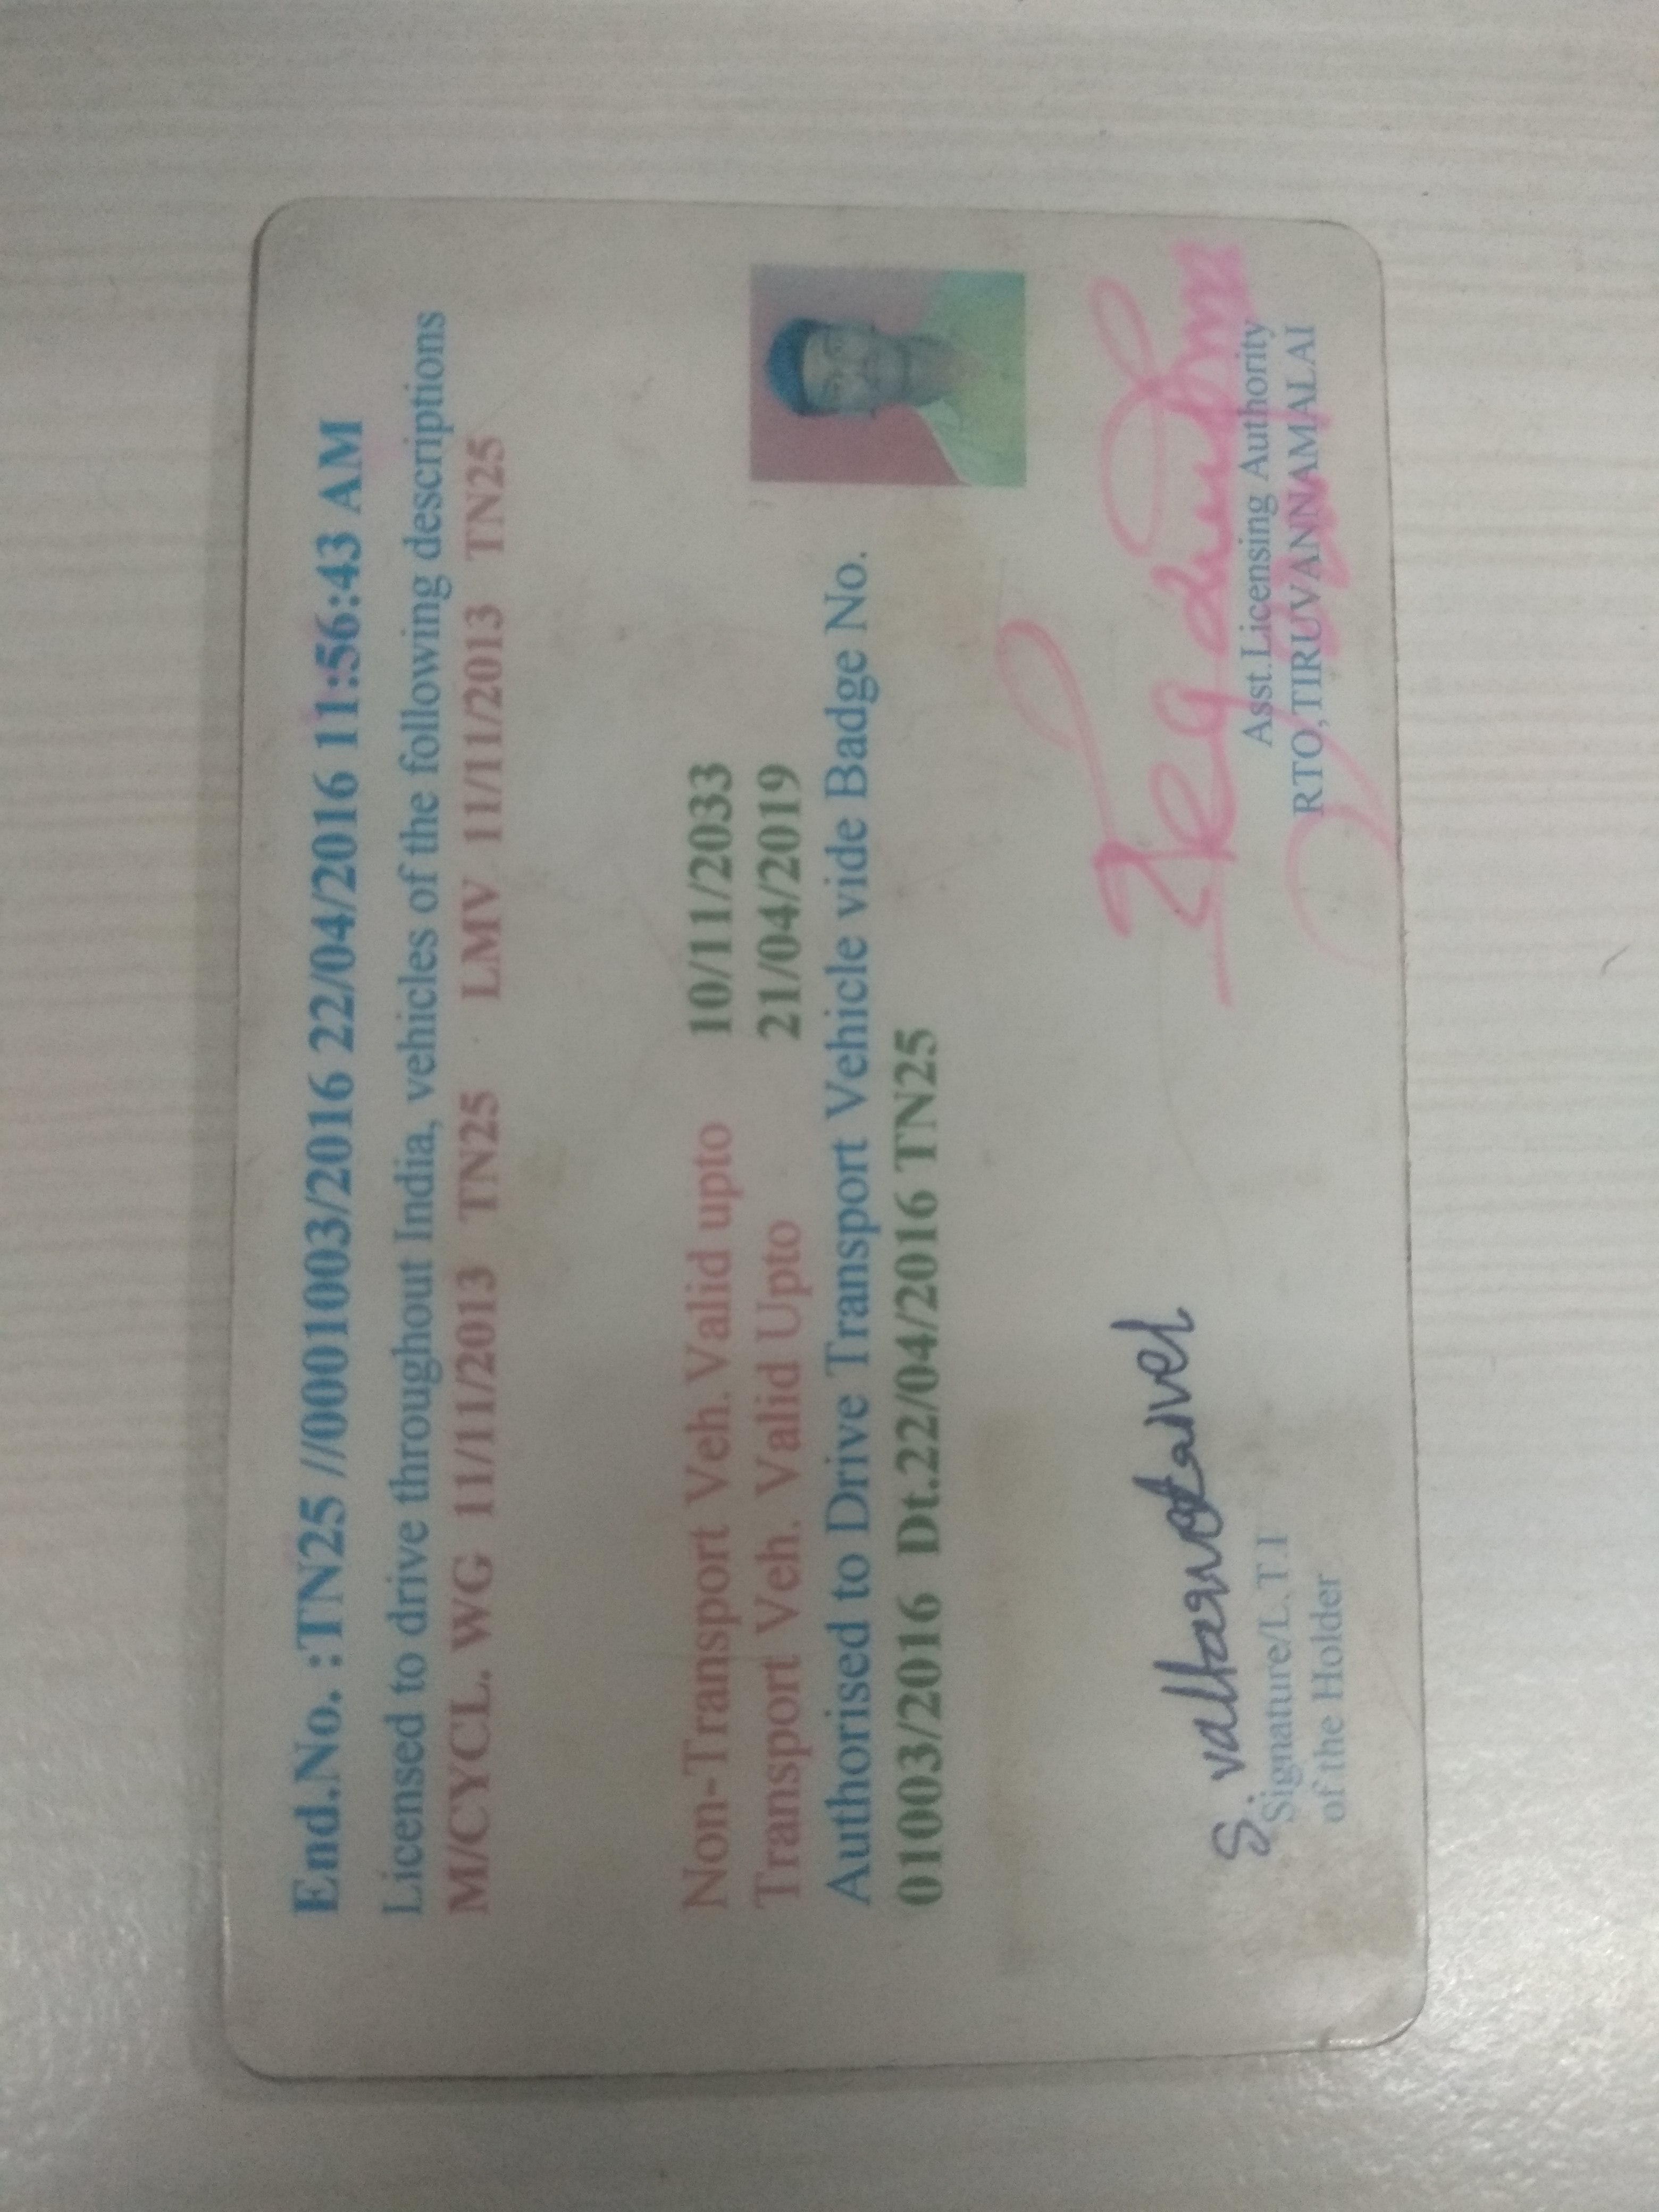 End.No. :TN25 //0001003/2016 22/04/2016 11:56:43 AM
Licensed to drive throughout India, vehicles of the following descriptions
M/CYCL. WG 11/11/2013 TN25 LMV 11/11/2013 TN25
Non-Transport Veh.Valid upto 10/11/2033
Transport Veh. Valid Upto 21/04/2019
Authorised to Drive Transport Vehicle vide Badge No.
01003/2016 Dt.22/04/2016 TN25
S.
Signature/L.T.I
of the Holder
Asst.Licensing Authority
RTO,TIRUVANNAMALAI